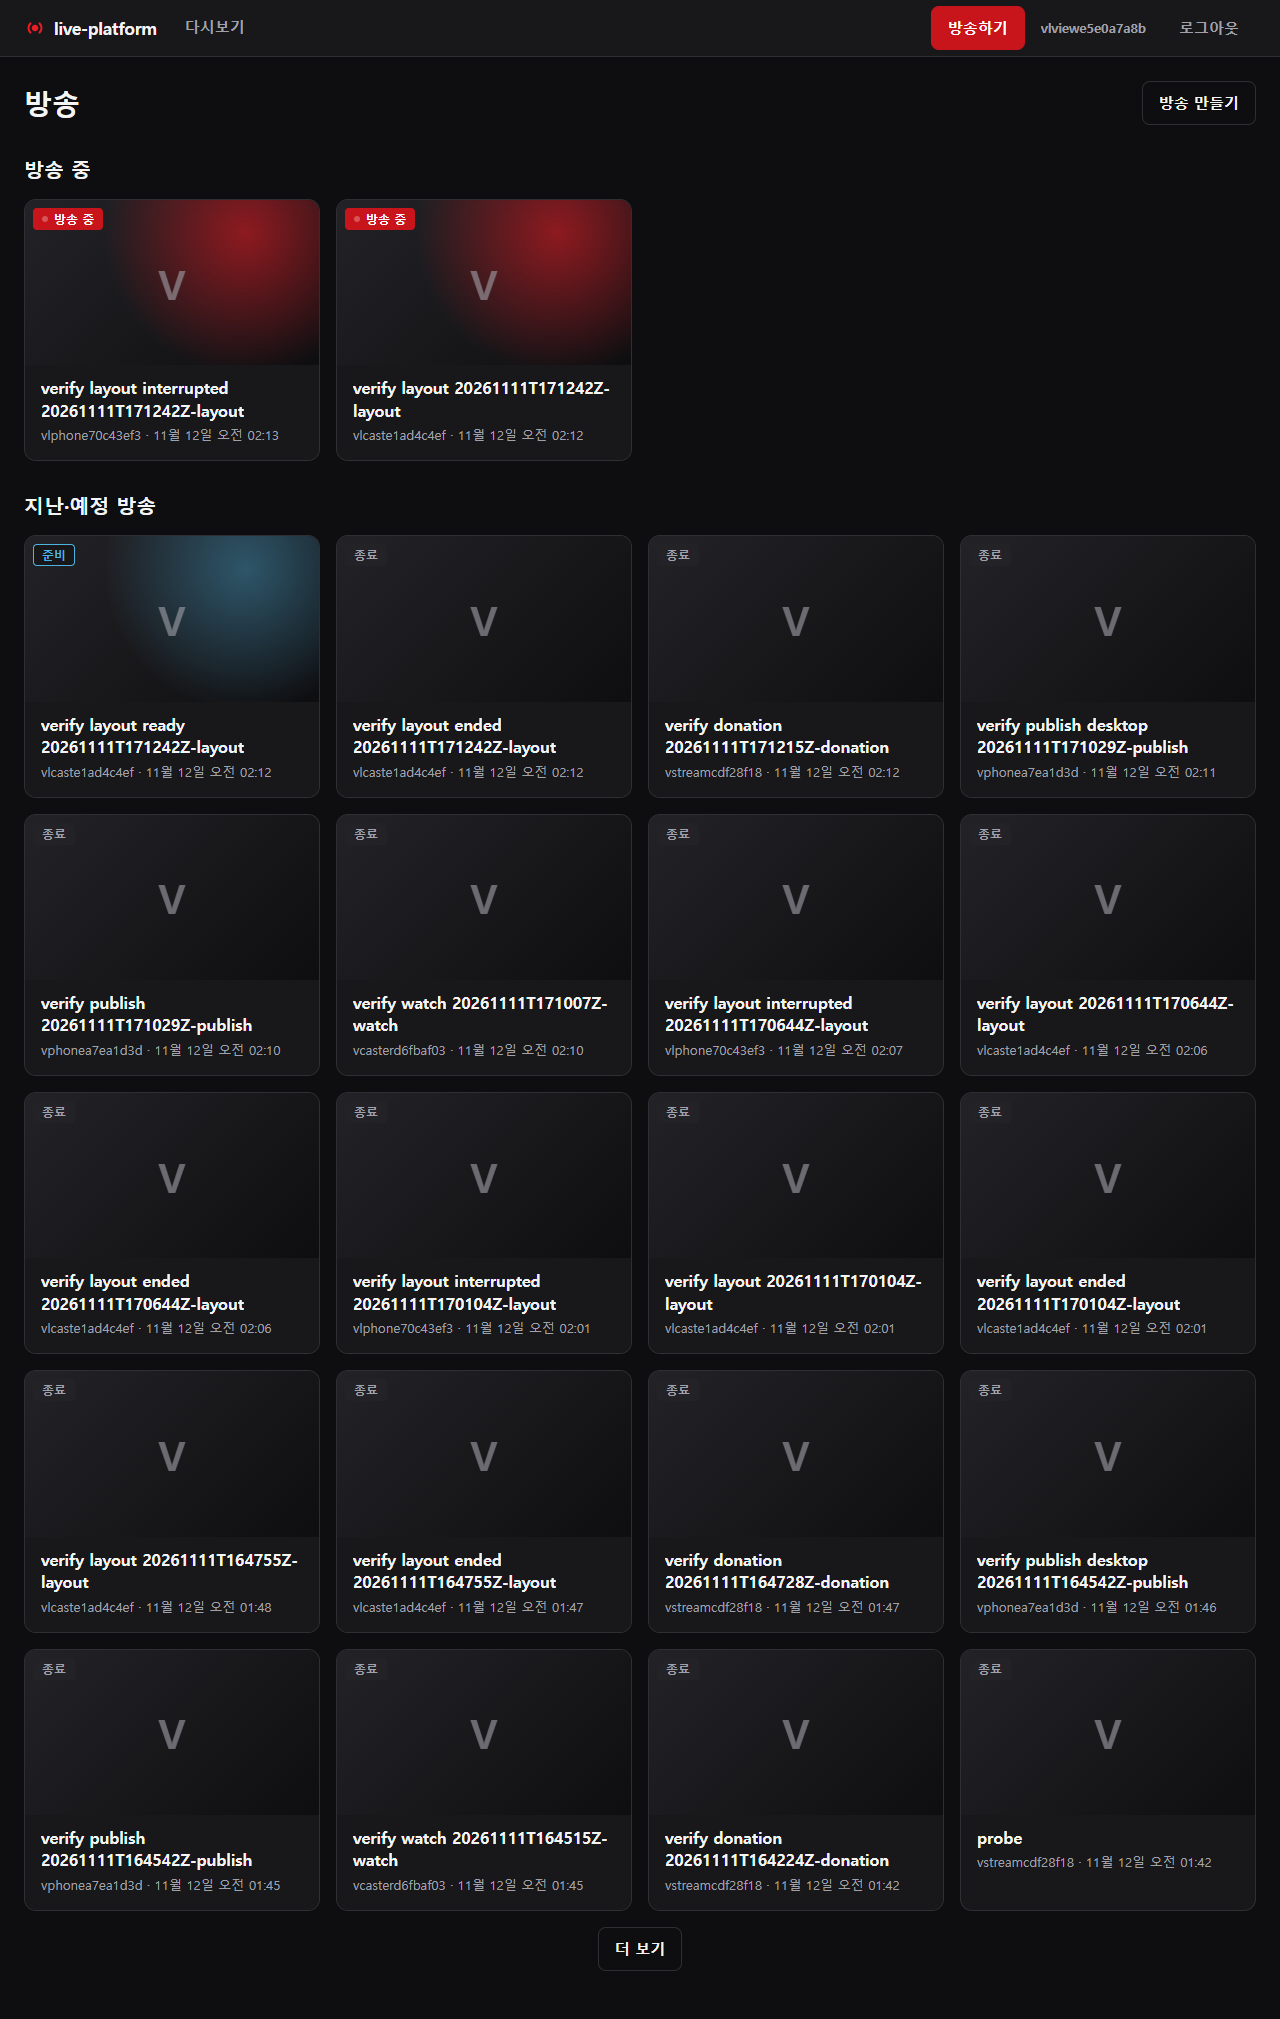 live-platform 다시보기 방송하기 vlviewe5e0a7a8b 로그아웃
방송 방송 만들기
방송 중
방송 중 방송 중
V V
verify layout interrupted
20261111T171242Z-layout
vlphone70c43ef3 · 11월 12일 오전 02:13
verify layout 20261111T171242Z-
layout
vlcaste1ad4c4ef · 11월 12일 오전 02:12
지난·예정 방송
준비 종료 종료 종료
V V V V
verify layout ready
20261111T171242Z-layout
vlcaste1ad4c4ef · 11월 12일 오전 02:12
verify layout ended
20261111T171242Z-layout
vlcaste1ad4c4ef · 11월 12일 오전 02:12
verify donation
20261111T171215Z-donation
vstreamcdf28f18 · 11월 12일 오전 02:12
verify publish desktop
20261111T171029Z-publish
vphonea7ea1d3d · 11월 12일 오전 02:11
종료 종료 종료 종료
V V V V
verify publish
20261111T171029Z-publish
vphonea7ea1d3d · 11월 12일 오전 02:10
verify watch 20261111T171007Z-
watch
vcasterd6fbaf03 · 11월 12일 오전 02:10
verify layout interrupted
20261111T170644Z-layout
vlphone70c43ef3 · 11월 12일 오전 02:07
verify layout 20261111T170644Z-
layout
vlcaste1ad4c4ef · 11월 12일 오전 02:06
종료 종료 종료 종료
V V V V
verify layout ended
20261111T170644Z-layout
vlcaste1ad4c4ef · 11월 12일 오전 02:06
verify layout interrupted
20261111T170104Z-layout
vlphone70c43ef3 · 11월 12일 오전 02:01
verify layout 20261111T170104Z-
layout
vlcaste1ad4c4ef · 11월 12일 오전 02:01
verify layout ended
20261111T170104Z-layout
vlcaste1ad4c4ef · 11월 12일 오전 02:01
종료 종료 종료 종료
V V V V
verify layout 20261111T164755Z-
layout
vlcaste1ad4c4ef · 11월 12일 오전 01:48
verify layout ended
20261111T164755Z-layout
vlcaste1ad4c4ef · 11월 12일 오전 01:47
verify donation
20261111T164728Z-donation
vstreamcdf28f18 · 11월 12일 오전 01:47
verify publish desktop
20261111T164542Z-publish
vphonea7ea1d3d · 11월 12일 오전 01:46
종료 종료 종료 종료
V V V V
verify publish
20261111T164542Z-publish
vphonea7ea1d3d · 11월 12일 오전 01:45
verify watch 20261111T164515Z-
watch
vcasterd6fbaf03 · 11월 12일 오전 01:45
verify donation
20261111T164224Z-donation
vstreamcdf28f18 · 11월 12일 오전 01:42
probe
vstreamcdf28f18 · 11월 12일 오전 01:42
더 보기